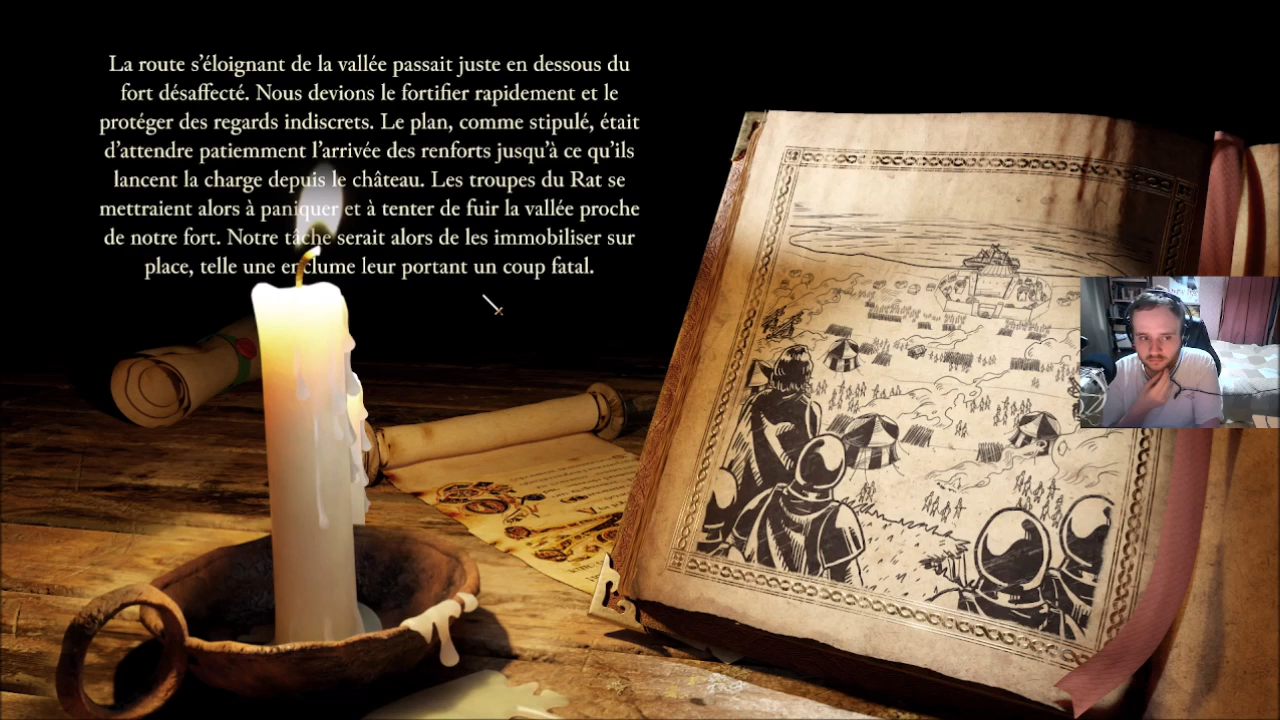 La route s'éloignant de la vallée passait juste en dessous du
fort désaffecté. Nous devions le fortifier rapidement et le
protéger des regards indiscrets. Le plan, comme stipulé, était
d'attendre patiemment l'arrivée des renforts jusqu'à ce qu'ils
lancent la charge depuis le château. Les troupes du Rat se
mettraient alors à paniquer et à tenter de fuir la vallée proche
de notre fort. Notre tâche serait alors de les immobiliser sur
place, telle une enclume leur portant un coup fatal.